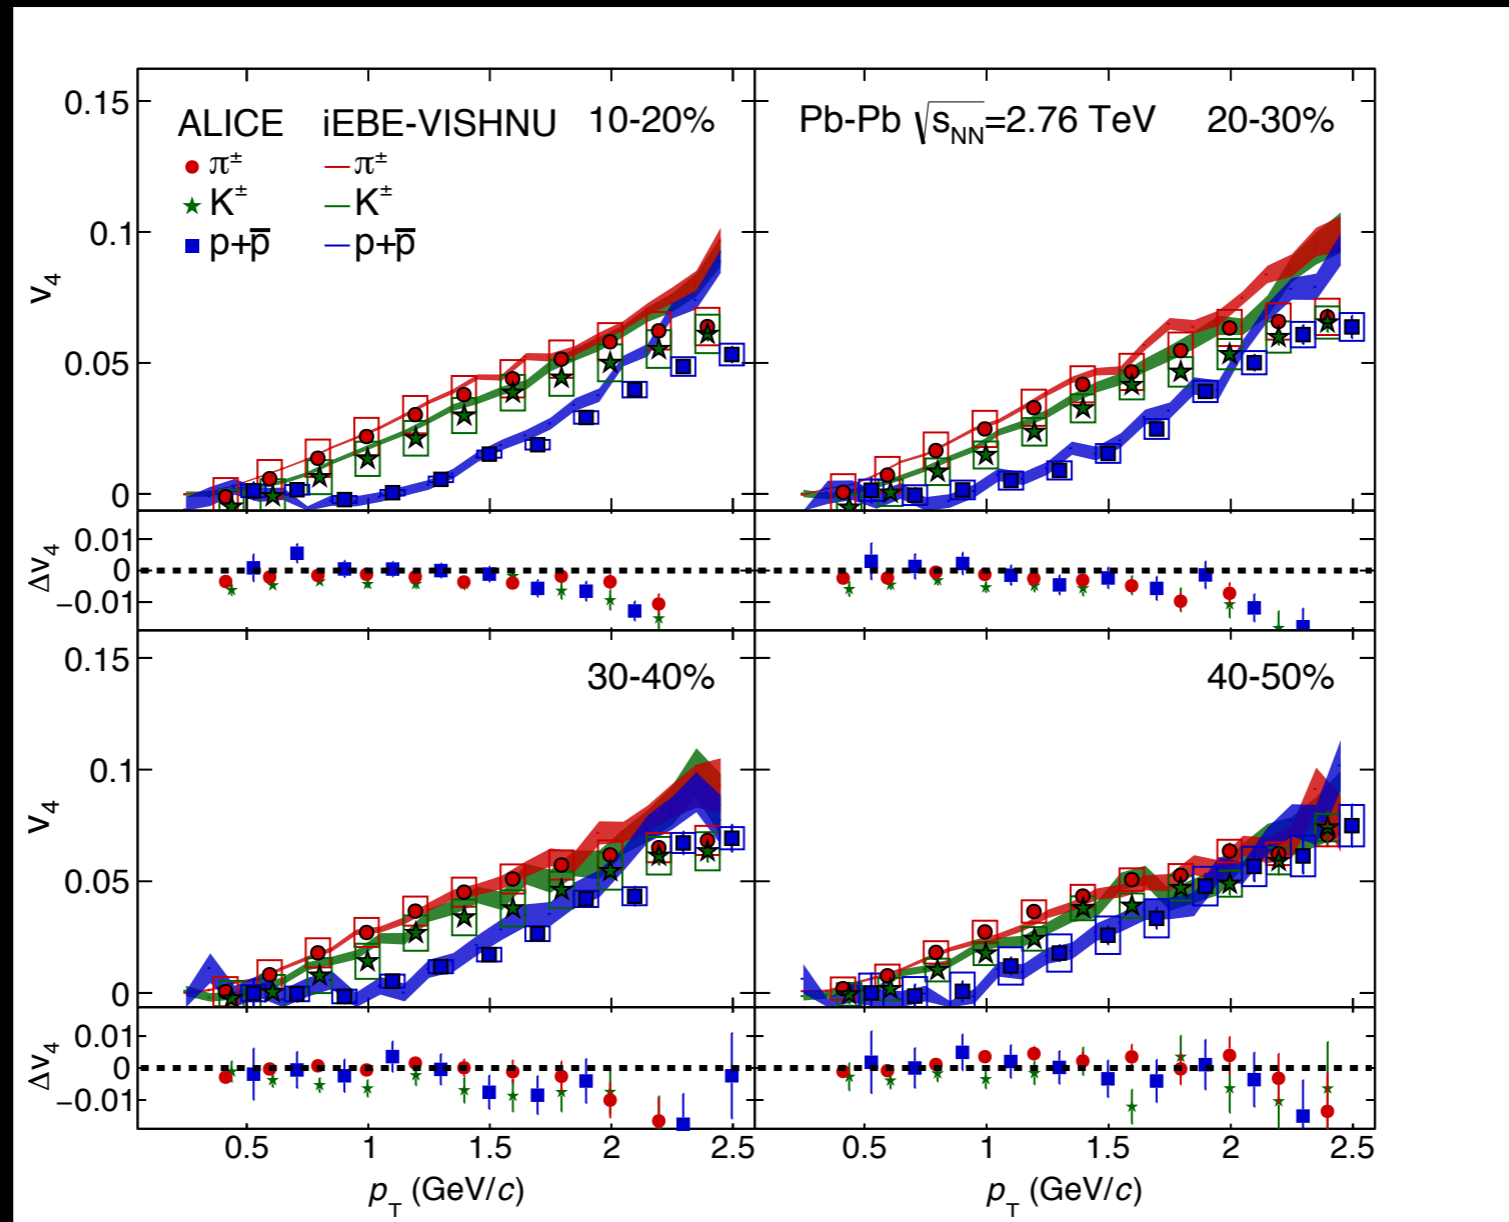 0.15
ALICE iEBE-VISHNU 10-20%
π± π±
K± K±
p+p̅ p+p̅
0.1
v₄
0.05
0
Pb-Pb √s_NN=2.76 TeV 20-30%
0.01
Δv₄ 0
−0.01
0.15
30-40%
40-50%
0.1
v₄
0.05
0
0.01
Δv₄ 0
−0.01
0.5 1 1.5 2 2.5 0.5 1 1.5 2 2.5
p_T (GeV/c) p_T (GeV/c)